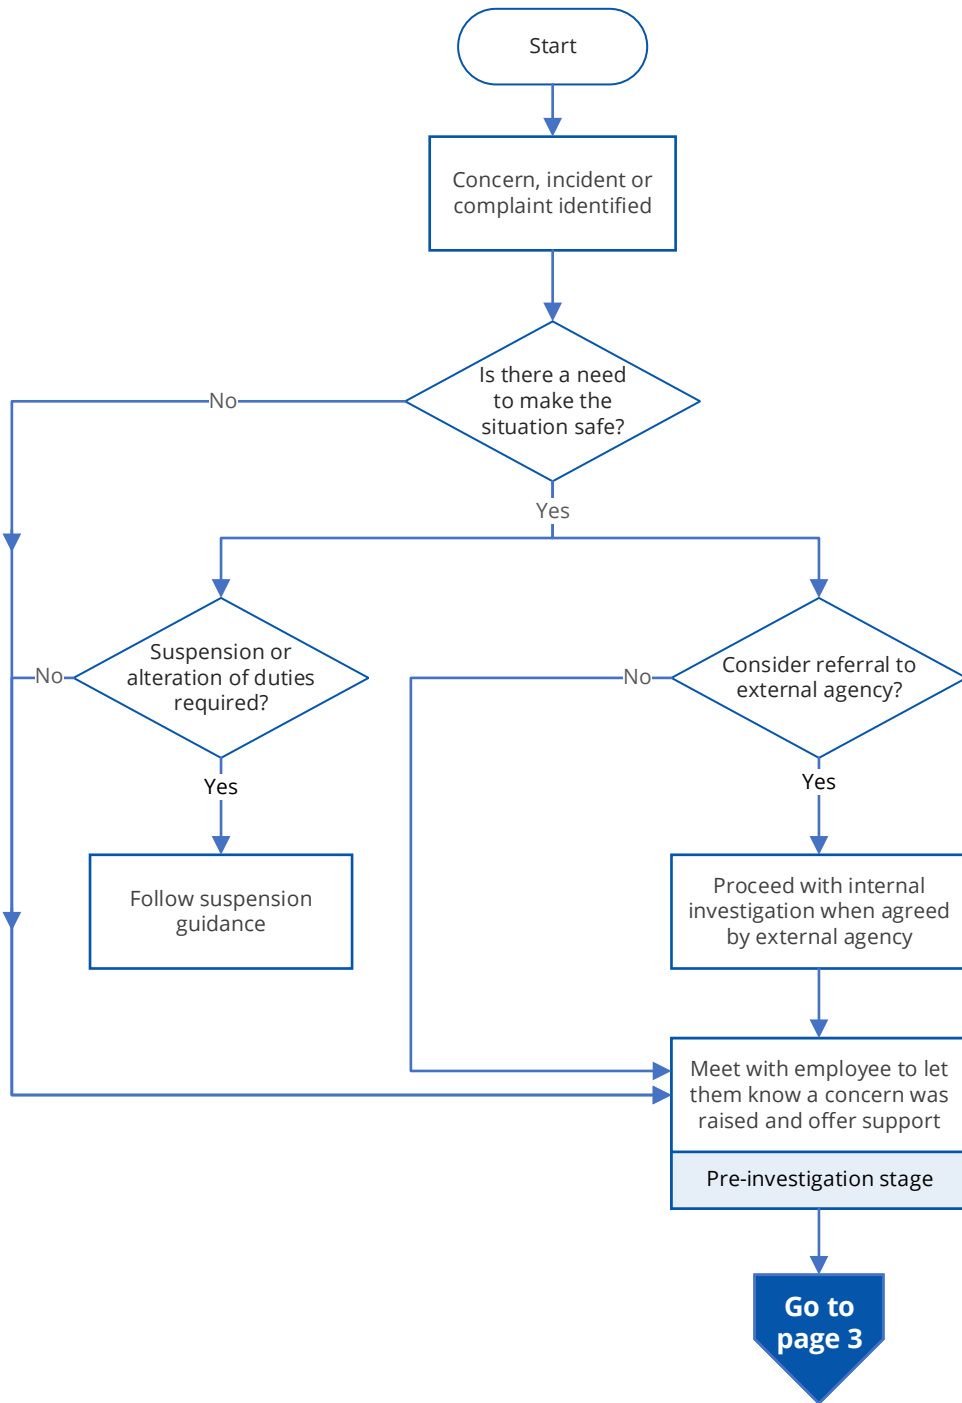 Start
Concern, incident or
complaint identified
Is there a need
to make the
situation safe?
No
Yes
Suspension or
alteration of duties
required?
No
Yes
Consider referral to
external agency?
No
Yes
Follow suspension
guidance
Proceed with internal
investigation when agreed
by external agency
Meet with employee to let
them know a concern was
raised and offer support
Pre-investigation stage
Go to
page 3